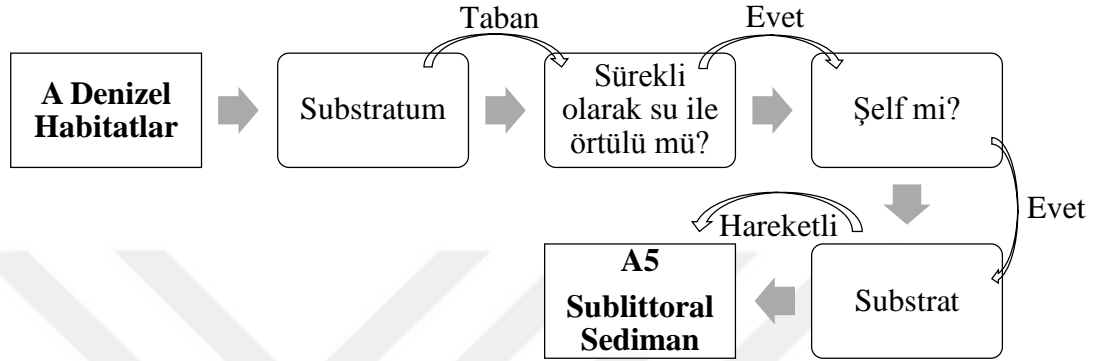 Taban
Evet
A Denizel
Habitatlar
Substratum
Sürekli
olarak su ile
örtülü mü?
Şelf mi?
Evet
Hareketli
A5
Sublittoral
Sediman
Substrat